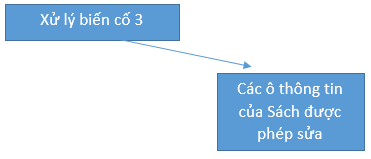 Xử lý biến cố 3
Các ô thông tin
của Sách được
phép sửa